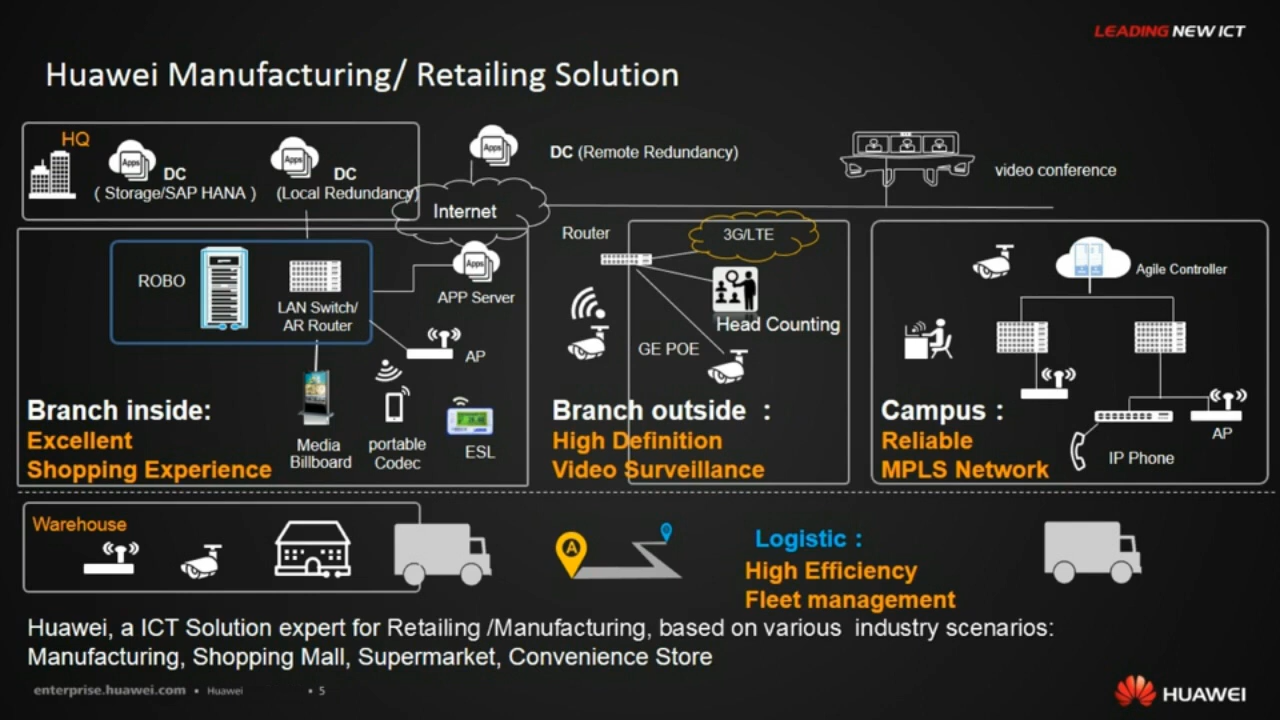 LEADING NEW ICT
Huawei Manufacturing/ Retailing Solution
HQ
Apps
DC
( Storage/SAP HANA )
Apps
DC
(Local Redundancy)
Apps
DC (Remote Redundancy)
video conference
Internet
ROBO
LAN Switch/
AR Router
Apps
APP Server
AP
Media
Billboard
portable
Codec
ESL
Branch inside:
Excellent
Shopping Experience
Router
3G/LTE
Head Counting
GE POE
Branch outside :
High Definition
Video Surveillance
Agile Controller
AP
IP Phone
Campus :
Reliable
MPLS Network
Warehouse
A
Logistic :
High Efficiency
Fleet management
Huawei, a ICT Solution expert for Retailing /Manufacturing, based on various industry scenarios:
Manufacturing, Shopping Mall, Supermarket, Convenience Store
enterprise.huawei.com • Huawei • 5
HUAWEI